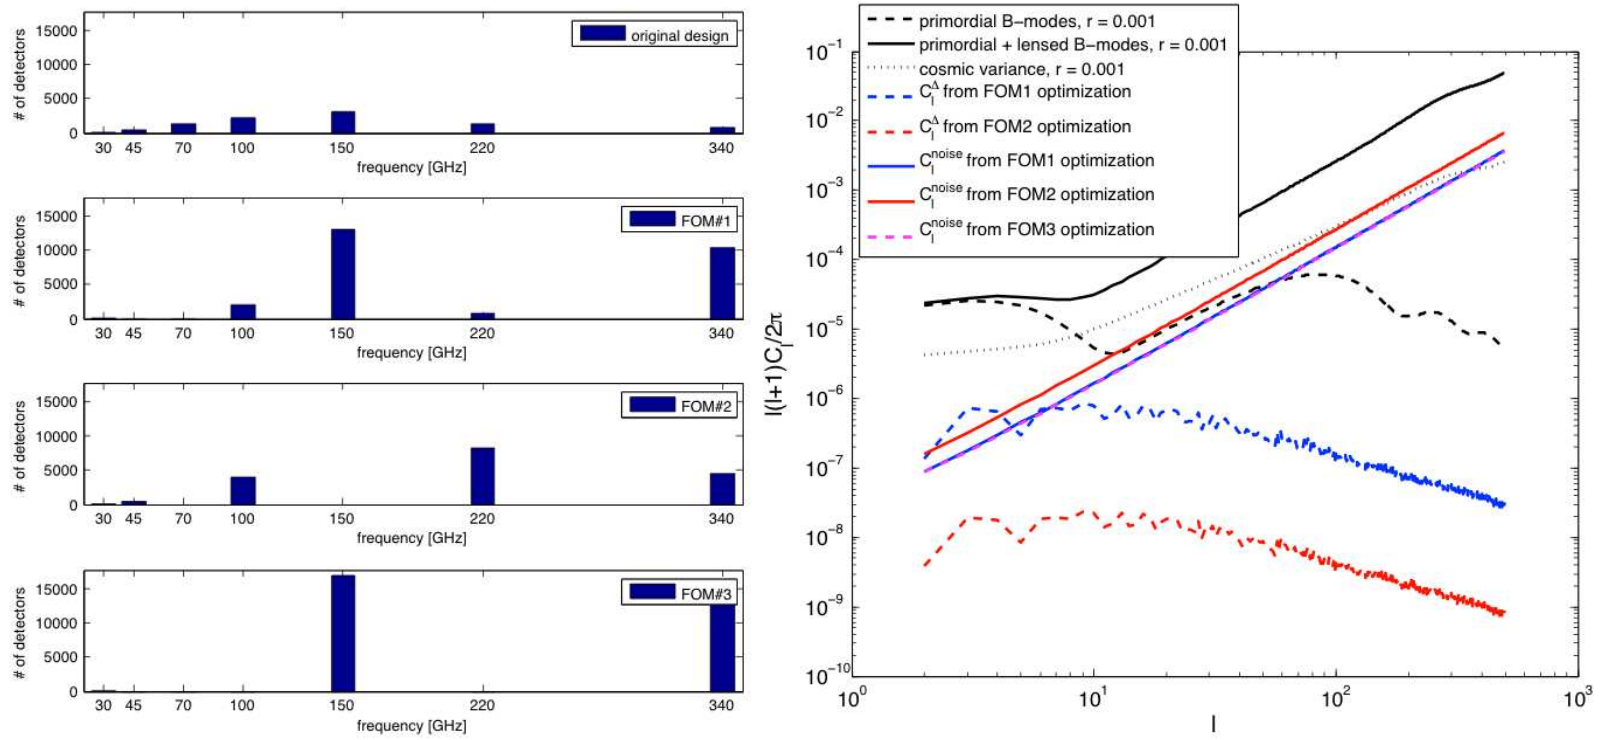 15000
10000
5000
0
# of detectors
original design
30 45 70 100 150 220 340
frequency [GHz]
15000
10000
5000
0
# of detectors
FOM#1
30 45 70 100 150 220 340
frequency [GHz]
15000
10000
5000
0
# of detectors
FOM#2
30 45 70 100 150 220 340
frequency [GHz]
15000
10000
5000
0
# of detectors
FOM#3
30 45 70 100 150 220 340
frequency [GHz]
primordial B−modes, r = 0.001
primordial + lensed B−modes, r = 0.001
cosmic variance, r = 0.001
C_l^Δ from FOM1 optimization
C_l^Δ from FOM2 optimization
C_l^noise from FOM1 optimization
C_l^noise from FOM2 optimization
C_l^noise from FOM3 optimization
10^−1
10^−2
10^−3
10^−4
10^−5
10^−6
10^−7
10^−8
10^−9
10^−10
l(l+1)C_l/2π
10^0 10^1 10^2 10^3
l